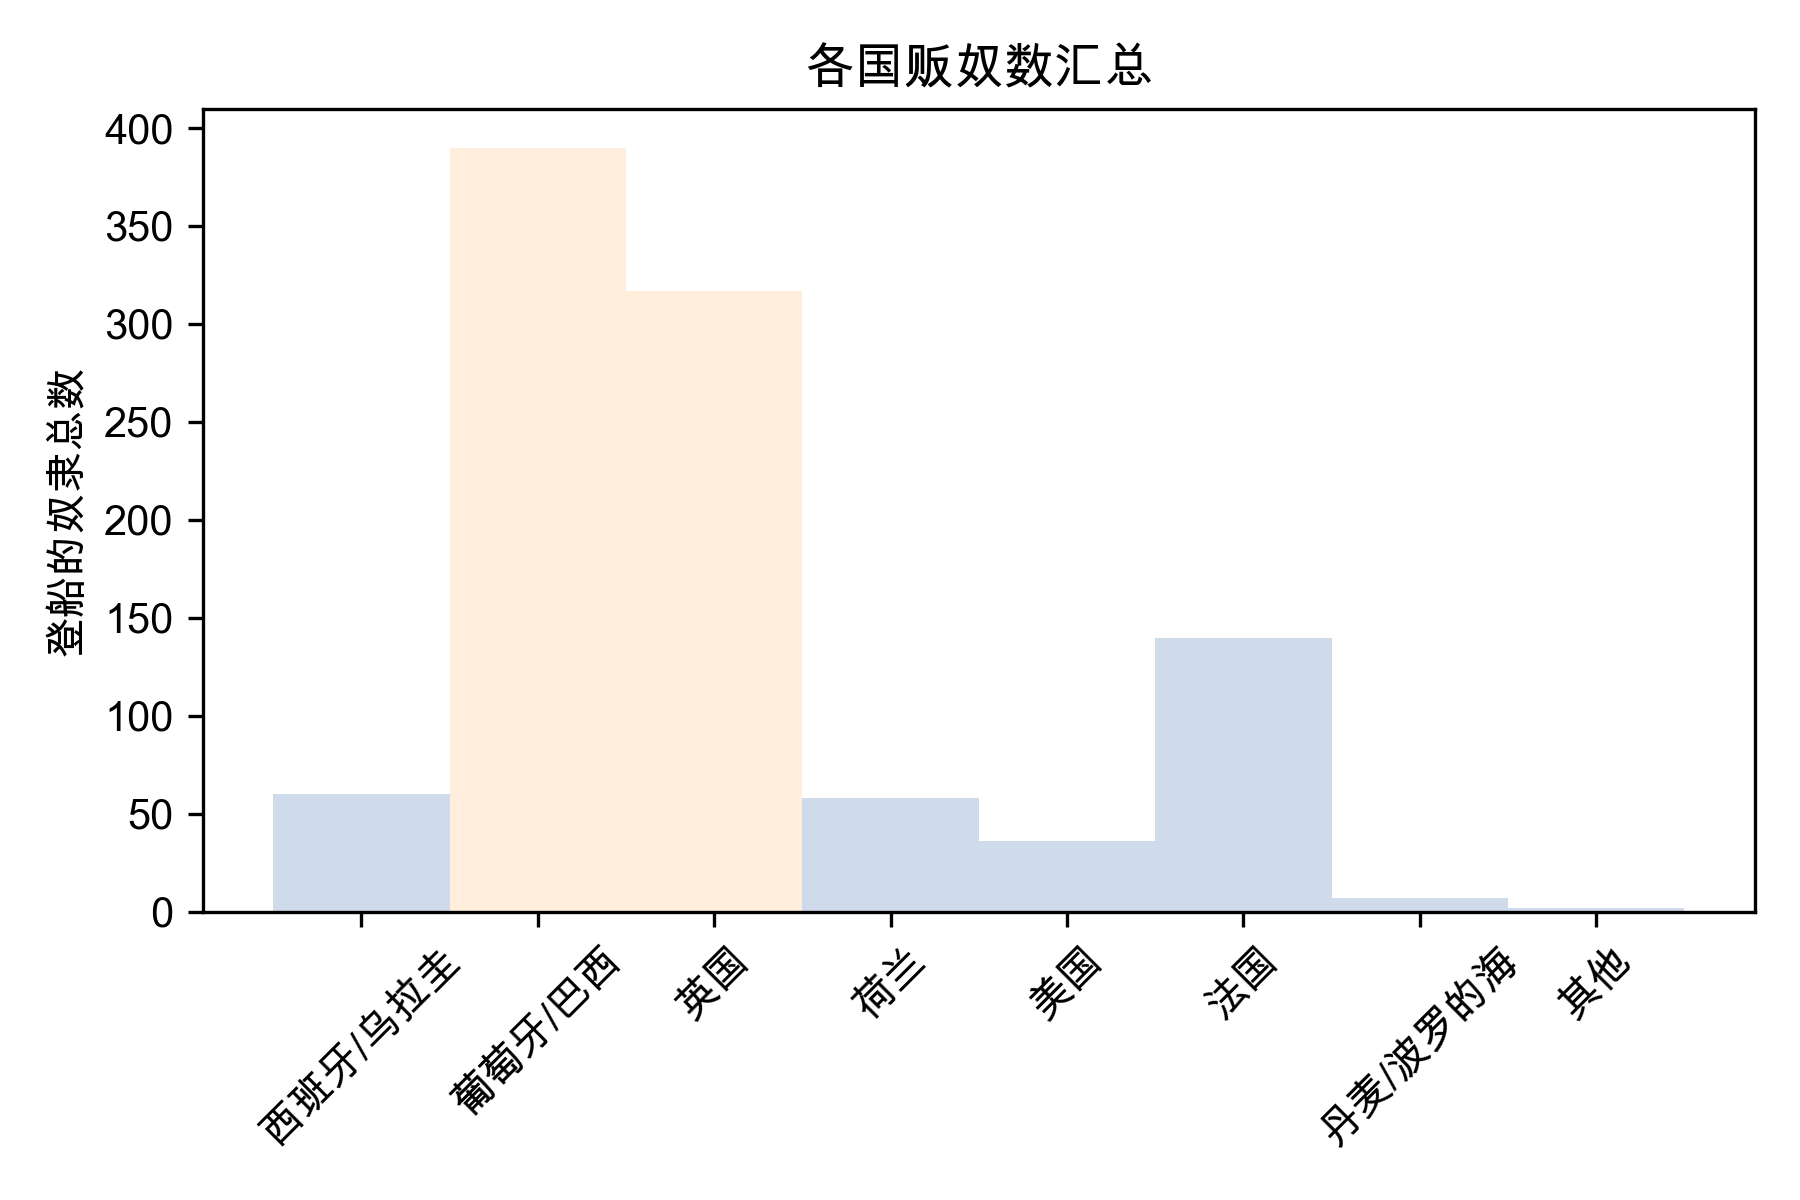 各国贩奴数汇总
登船的奴隶总数
400
350
300
250
200
150
100
50
0
西班牙/乌拉圭
葡萄牙/巴西
英国
荷兰
美国
法国
丹麦/波罗的海
其他